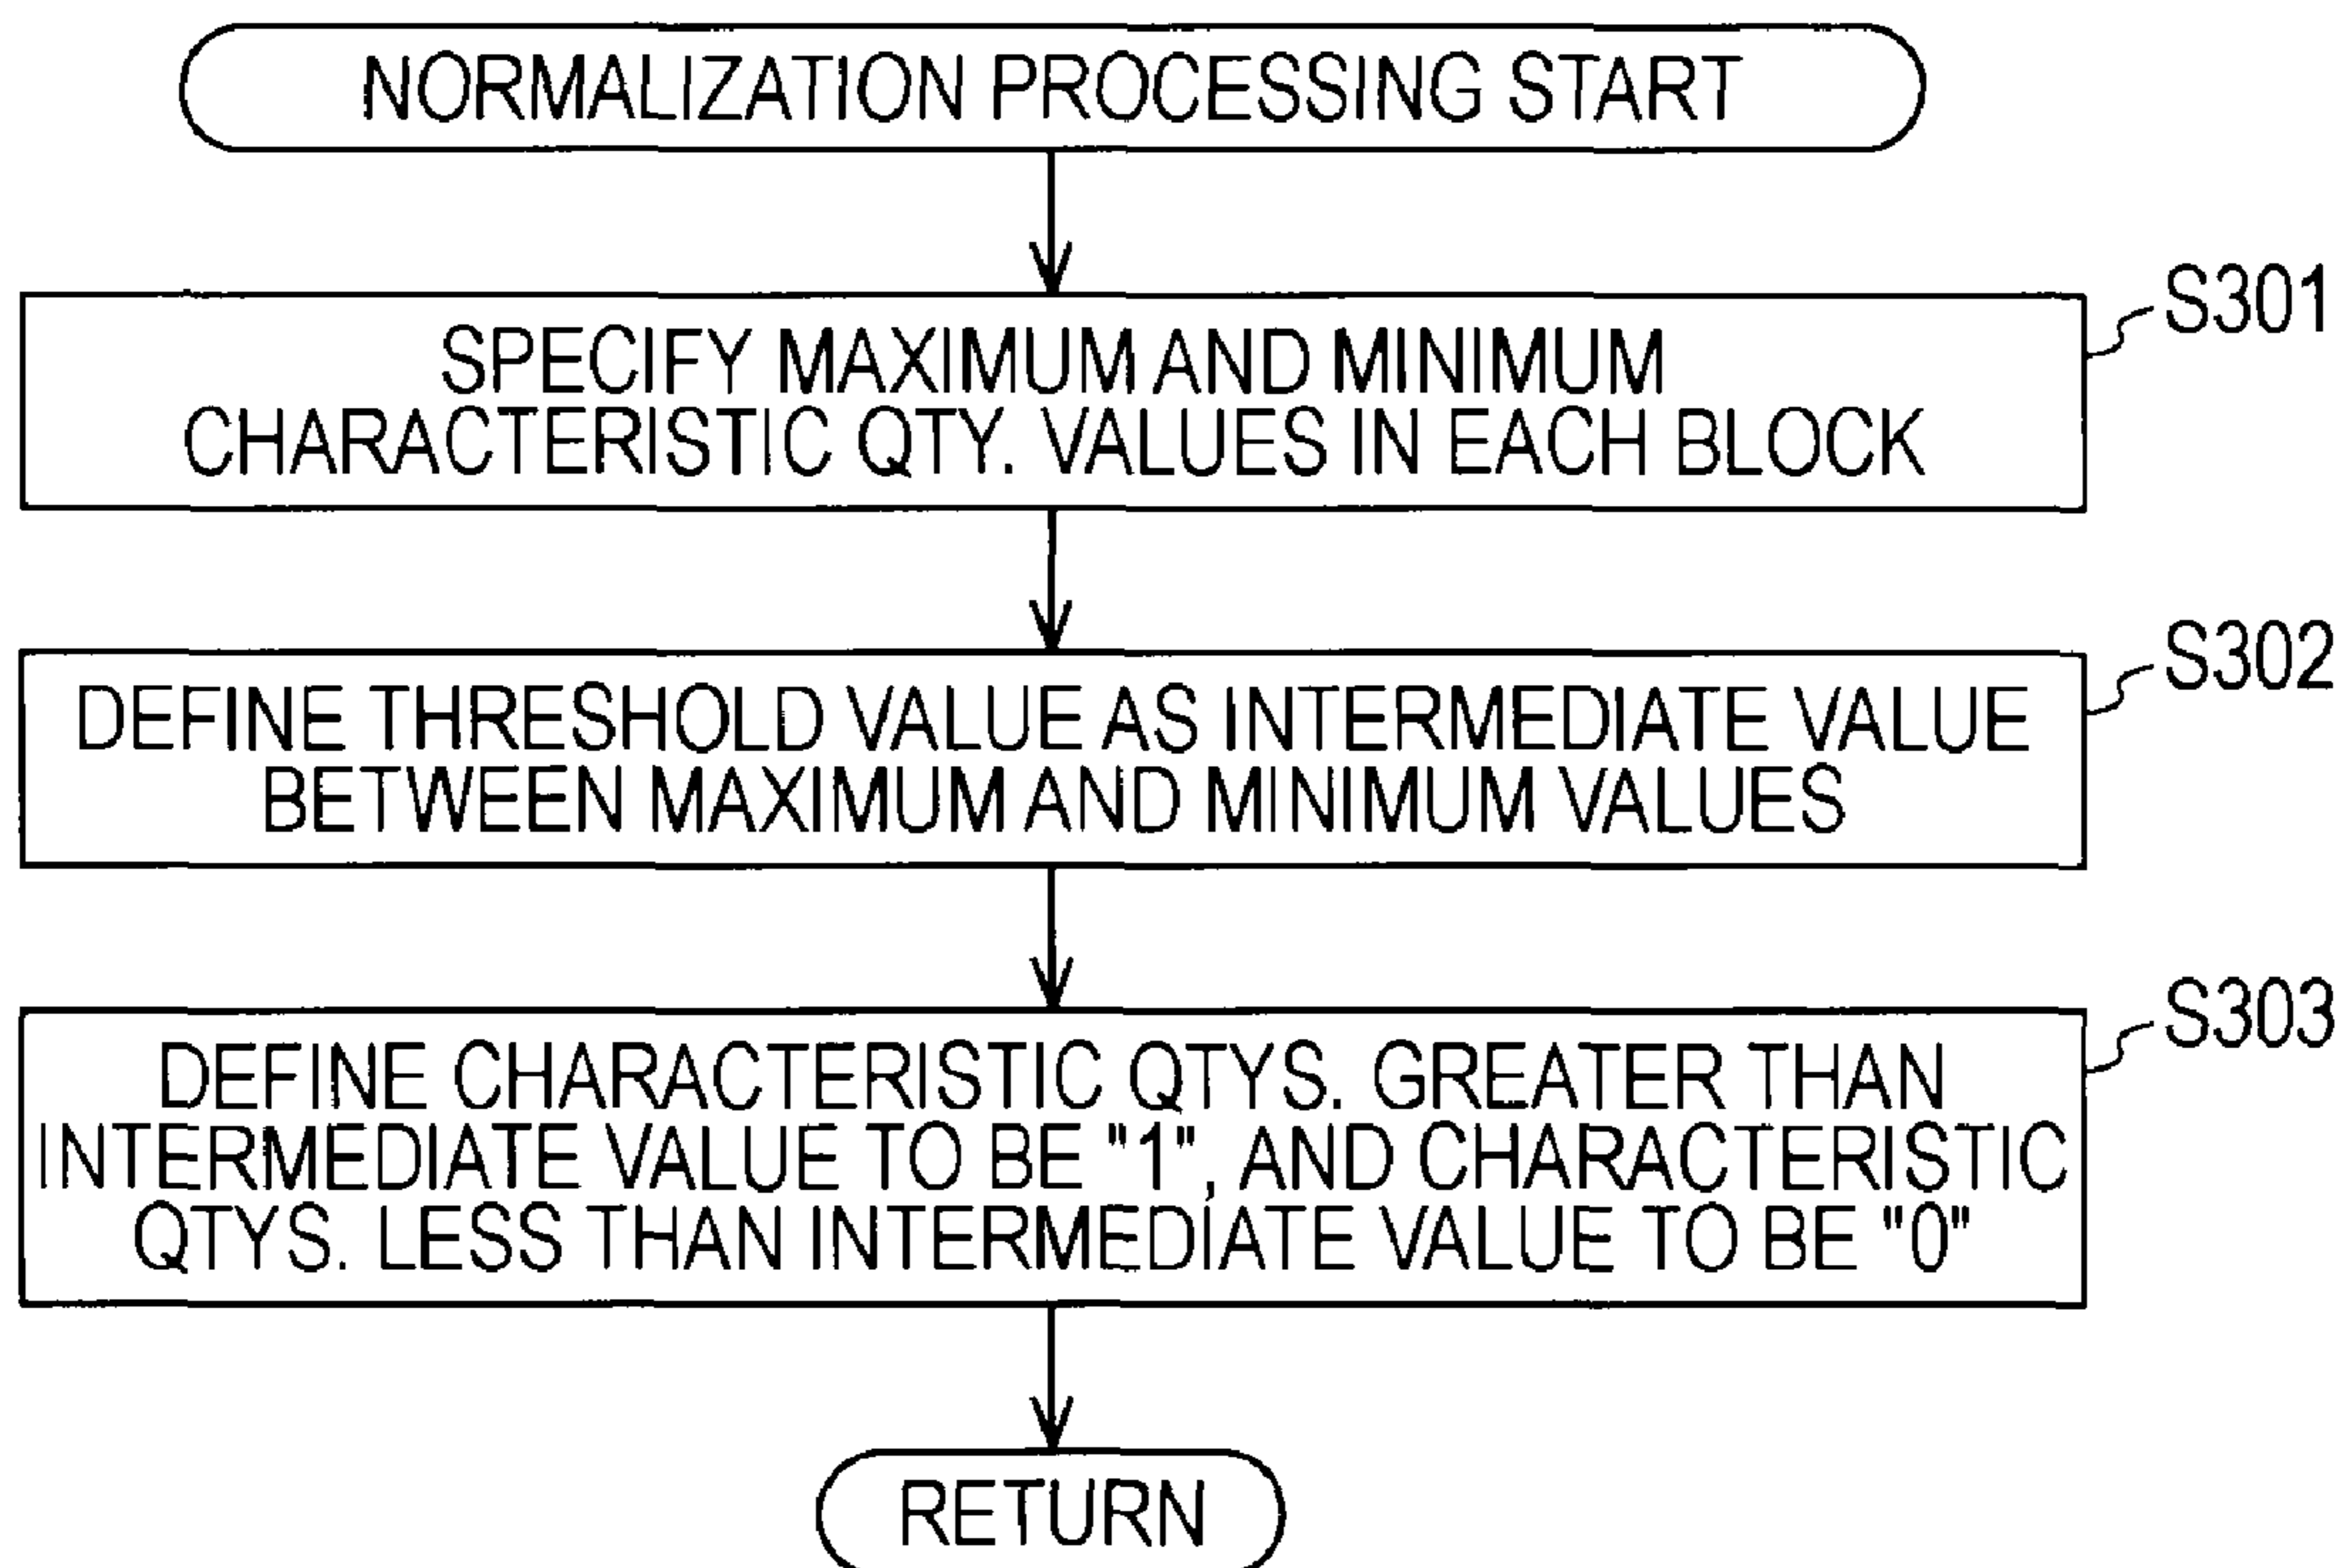 NORMALIZATION PROCESSING START
S301
SPECIFY MAXIMUM AND MINIMUM
CHARACTERISTIC QTY. VALUES IN EACH BLOCK
S302
DEFINE THRESHOLD VALUE AS INTERMEDIATE VALUE
BETWEEN MAXIMUM AND MINIMUM VALUES
S303
DEFINE CHARACTERISTIC QTYS. GREATER THAN
INTERMEDIATE VALUE TO BE "1", AND CHARACTERISTIC
QTYS. LESS THAN INTERMEDIATE VALUE TO BE "0"
RETURN